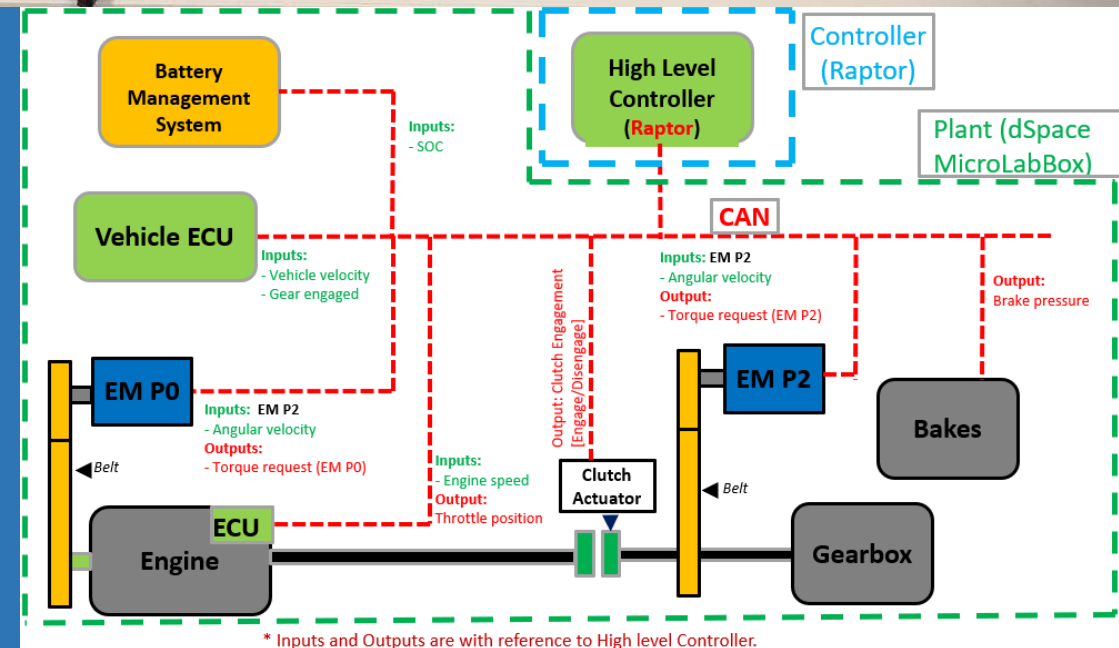 Battery
Management
System
High Level
Controller
(Raptor)
Controller
(Raptor)
Plant (dSpace
MicroLabBox)
Inputs:
- SOC
Vehicle ECU
CAN
Inputs:
- Vehicle velocity
- Gear engaged
Inputs: EM P2
- Angular velocity
Output:
- Torque request (EM P2)
Output:
Brake pressure
Output: Clutch Engagement
[Engage/Disengage]
EM P0
Inputs: EM P2
- Angular velocity
Outputs:
- Torque request (EM P0)
EM P2
Bakes
Belt
Inputs:
- Engine speed
Output:
Throttle position
Clutch
Actuator
Belt
ECU
Engine
Gearbox
* Inputs and Outputs are with reference to High level Controller.